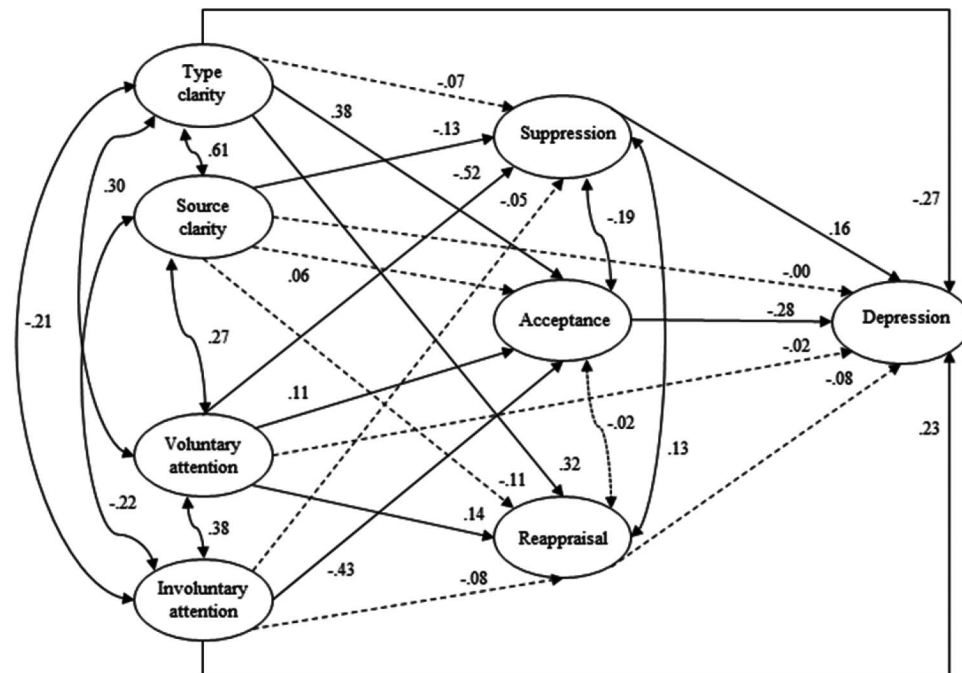 Type
clarity
-.07
.38
Suppression
-.13
.61
-.52
.30
-.05
Source
clarity
-.19
-.27
.16
-.00
.06
Acceptance
-.28
Depression
-.21
.27
-.02
-.08
.11
-.02
.23
Voluntary
attention
.32
.13
-.11
-.22
.14
.38
Reappraisal
-.43
-.08
Involuntary
attention